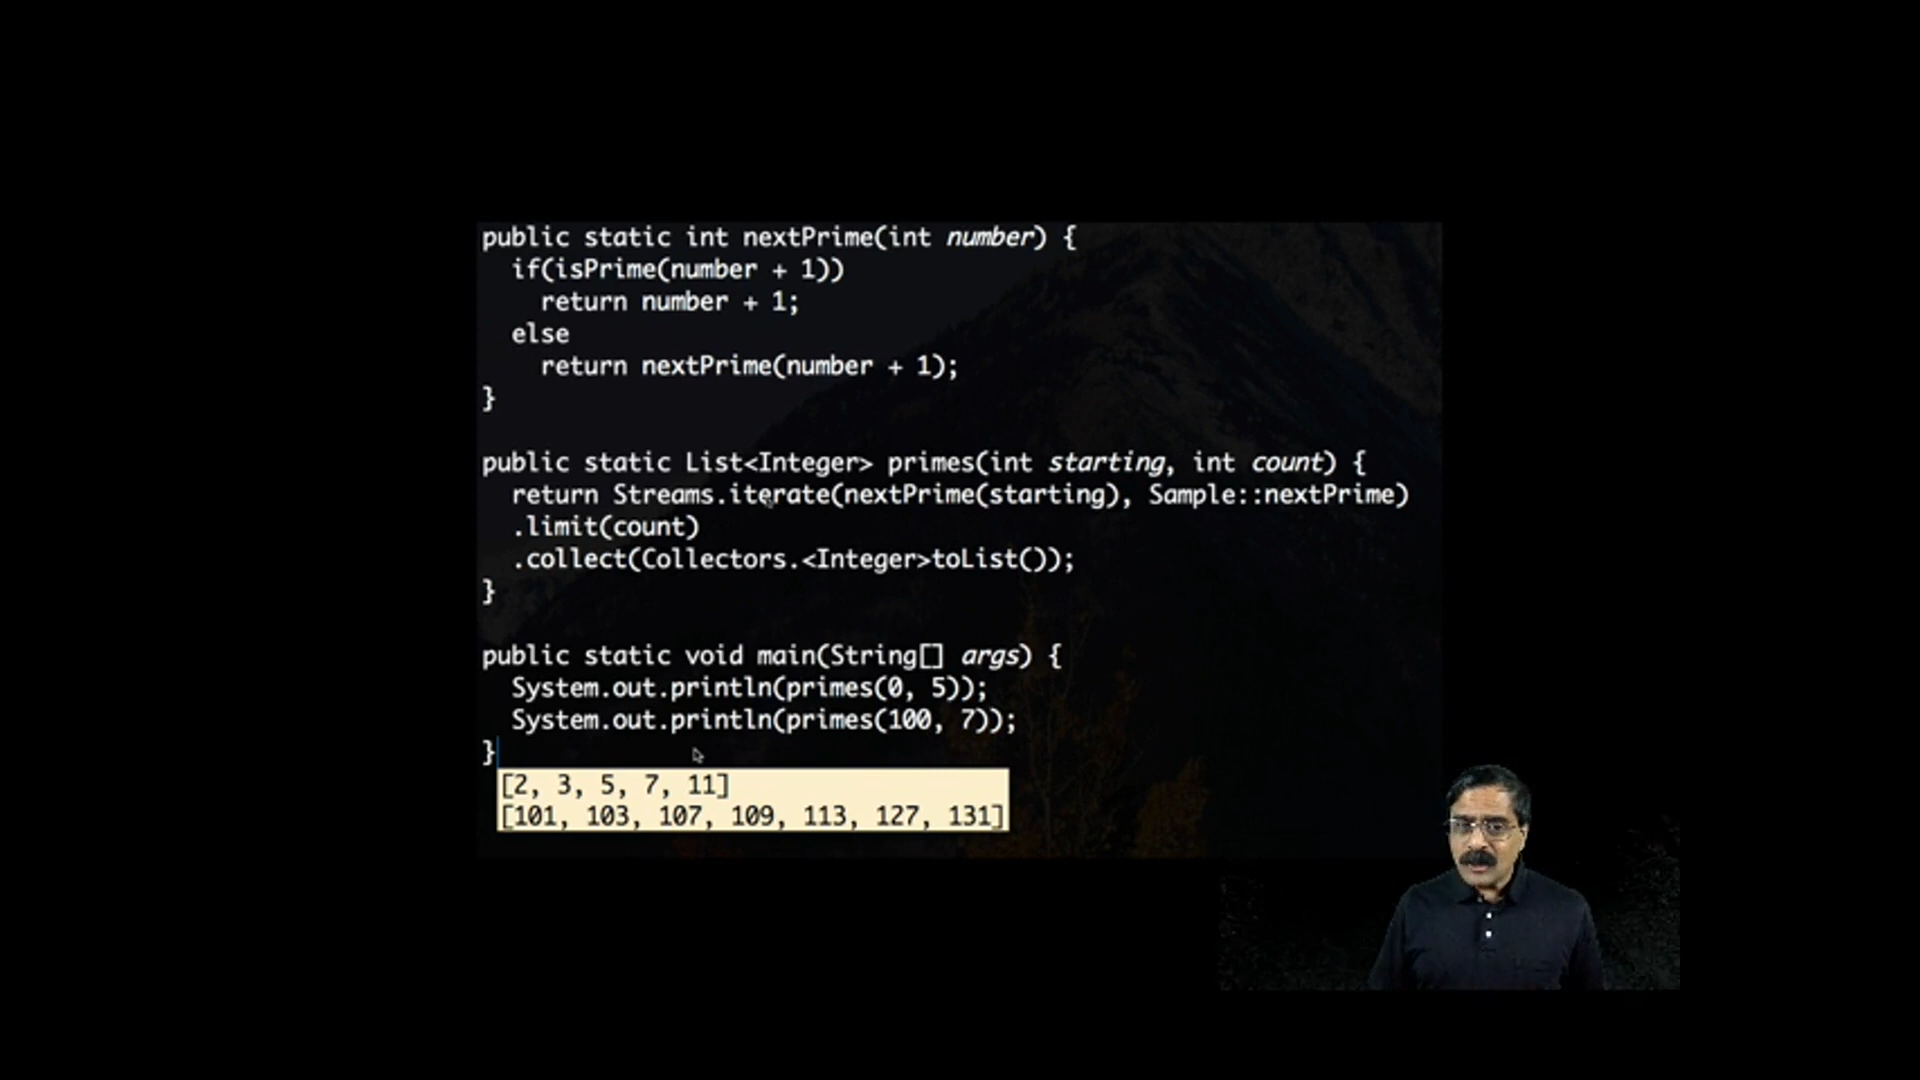 public static int nextPrime(int number) {
if(isPrime(number + 1))
return number + 1;
else
return nextPrime(number + 1);
}
public static List<Integer> primes(int starting, int count) {
return Streams.iterate(nextPrime(starting), Sample::nextPrime)
.limit(count)
.collect(Collectors.<Integer>toList());
}
public static void main(String[] args) {
System.out.println(primes(0, 5));
System.out.println(primes(100, 7));
}
[2, 3, 5, 7, 11]
[101, 103, 107, 109, 113, 127, 131]